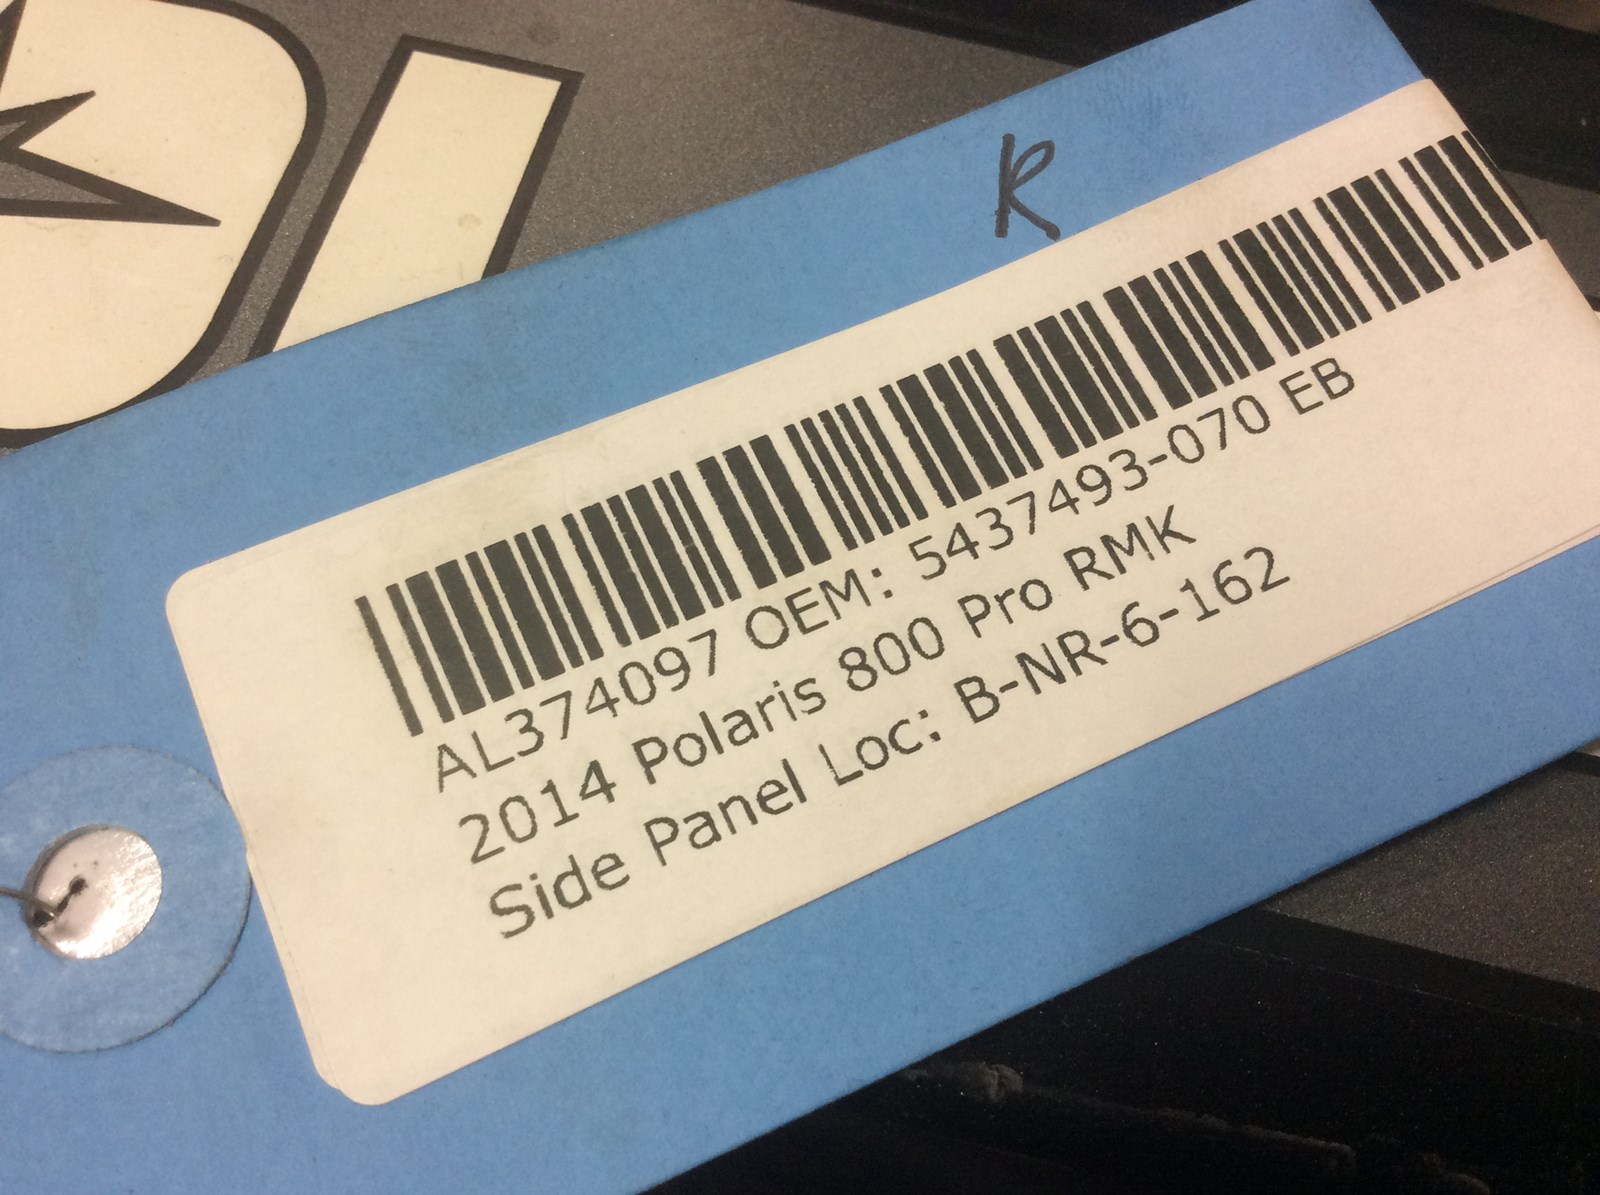 R
AL374097 OEM: 5437493-070 EB
2014 Polaris 800 Pro RMK
Side Panel Loc: B-NR-6-162